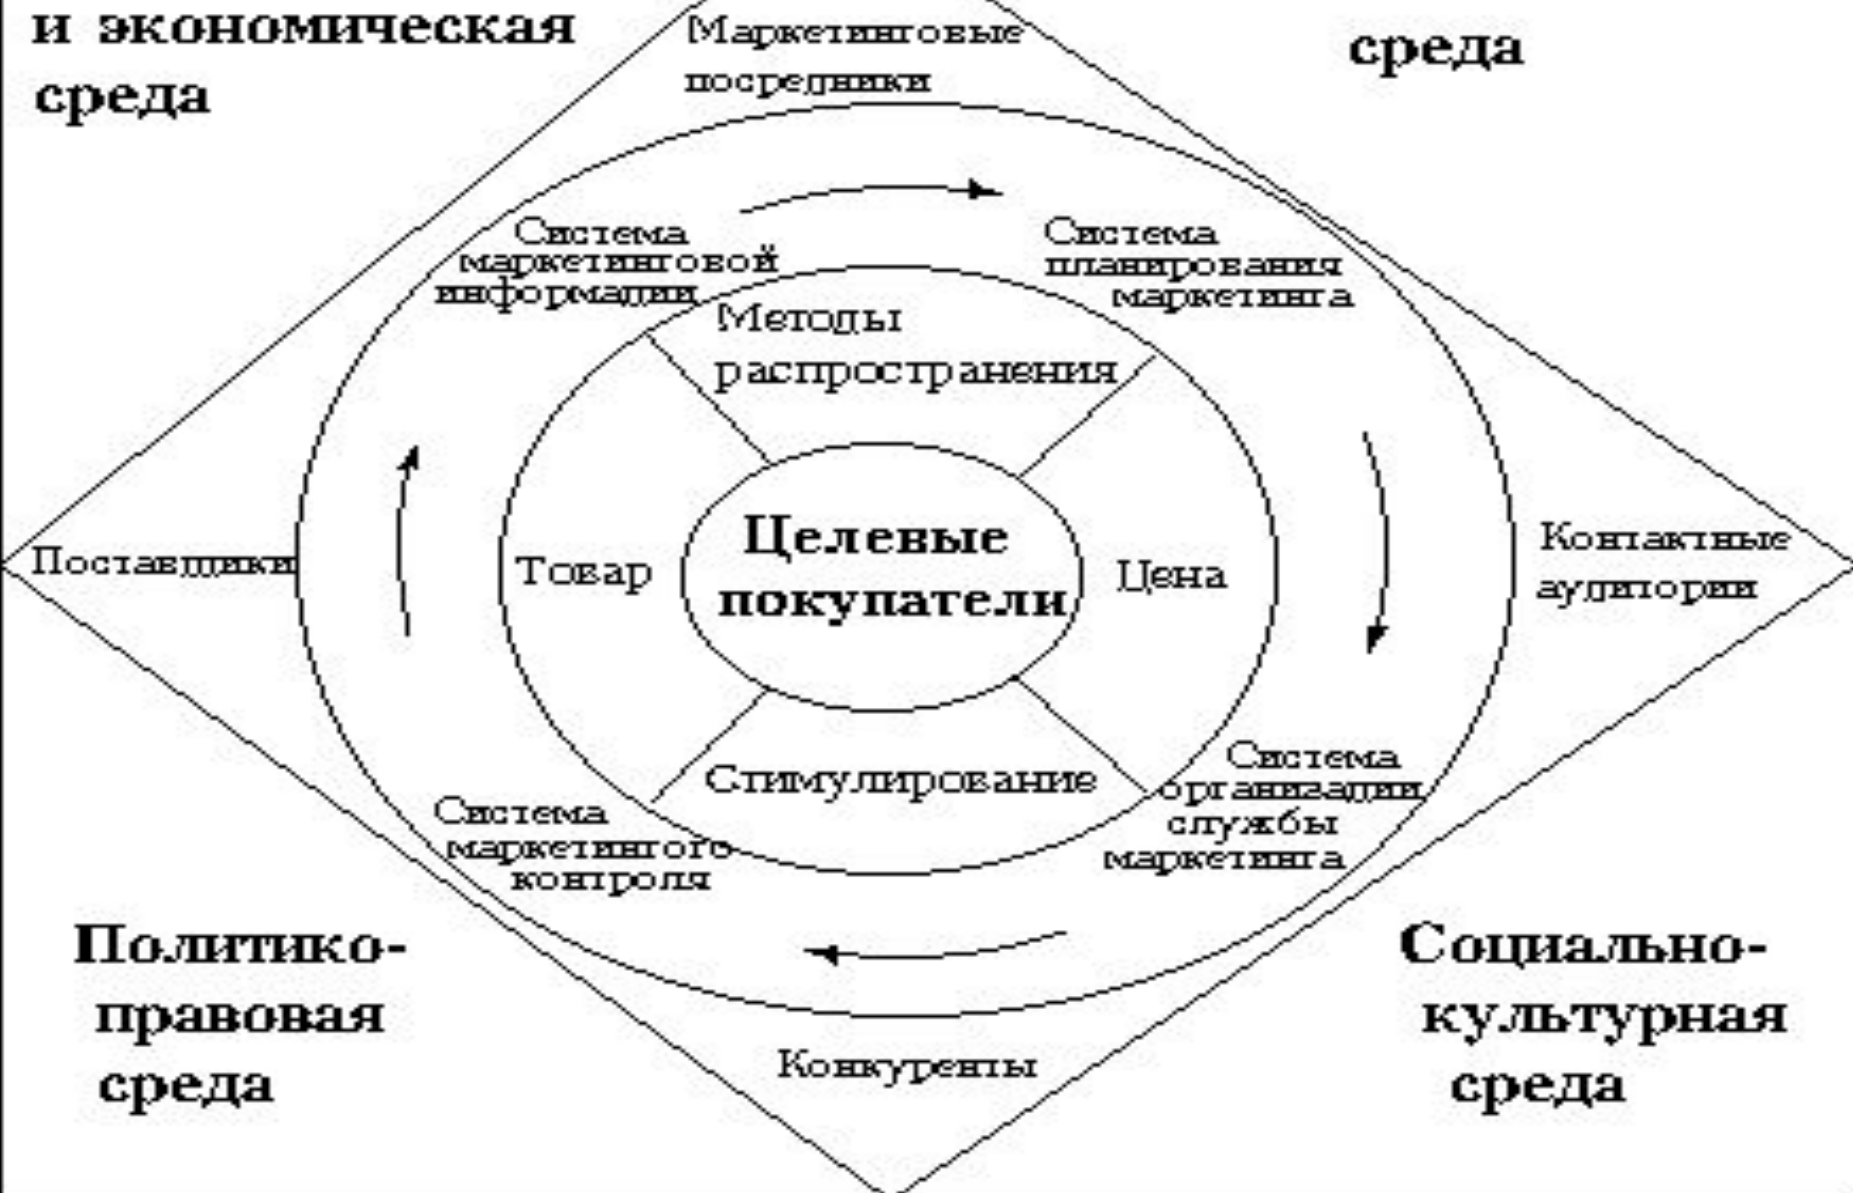 и экономическая
среда
Маркетинговые
посредники
среда
Система
маркетинговой
информации
Система
планирования
маркетинга
Методы
распространения
Поставщики
Товар
Целевые
покупатели
Цена
Контактные
аудитории
Стимулирование
Система
маркетингого
контроля
Система
организации
службы
маркетинга
Политико-
правовая
среда
Социально-
культурная
среда
Конкуренты